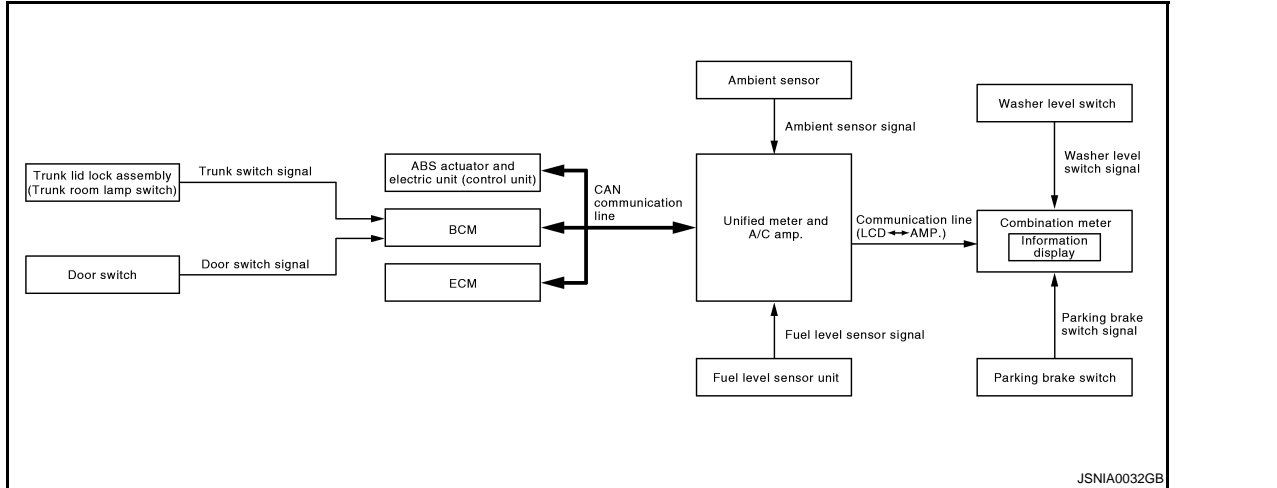 Ambient sensor
Washer level switch
Ambient sensor signal
Trunk lid lock assembly
(Trunk room lamp switch)
Trunk switch signal
ABS actuator and
electric unit (control unit)
CAN
communication
line
Washer level
switch signal
BCM
Unified meter and
A/C amp.
Communication line
(LCD ↔ AMP.)
Combination meter
Information
display
Door switch
Door switch signal
ECM
Fuel level sensor signal
Parking brake
switch signal
Fuel level sensor unit
Parking brake switch
JSNIA0032GB